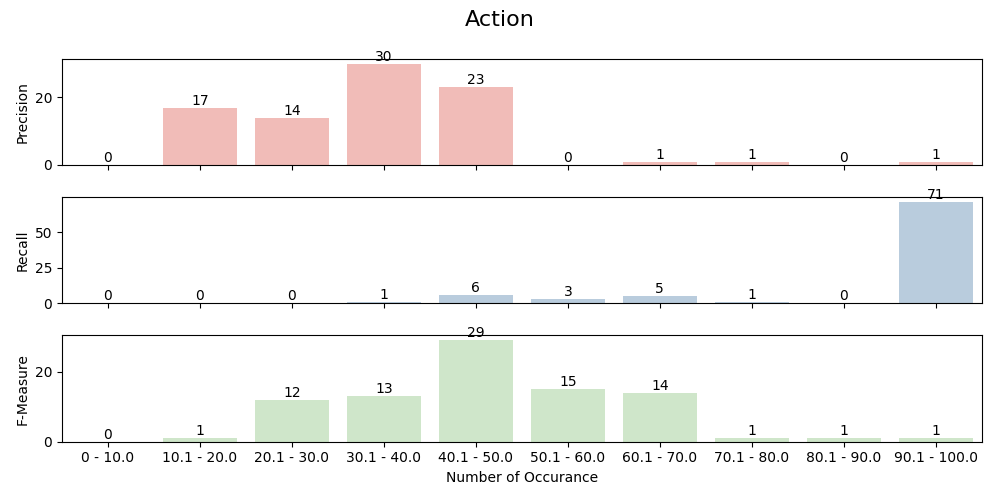 Action
Precision
20
0
0 17 14 30 23 0 1 1 0 1
Recall
50
25
0
0 0 0 1 6 3 5 1 0 71
F-Measure
20
0
0 1 12 13 29 15 14 1 1 1
0 - 10.0 10.1 - 20.0 20.1 - 30.0 30.1 - 40.0 40.1 - 50.0 50.1 - 60.0 60.1 - 70.0 70.1 - 80.0 80.1 - 90.0 90.1 - 100.0
Number of Occurance